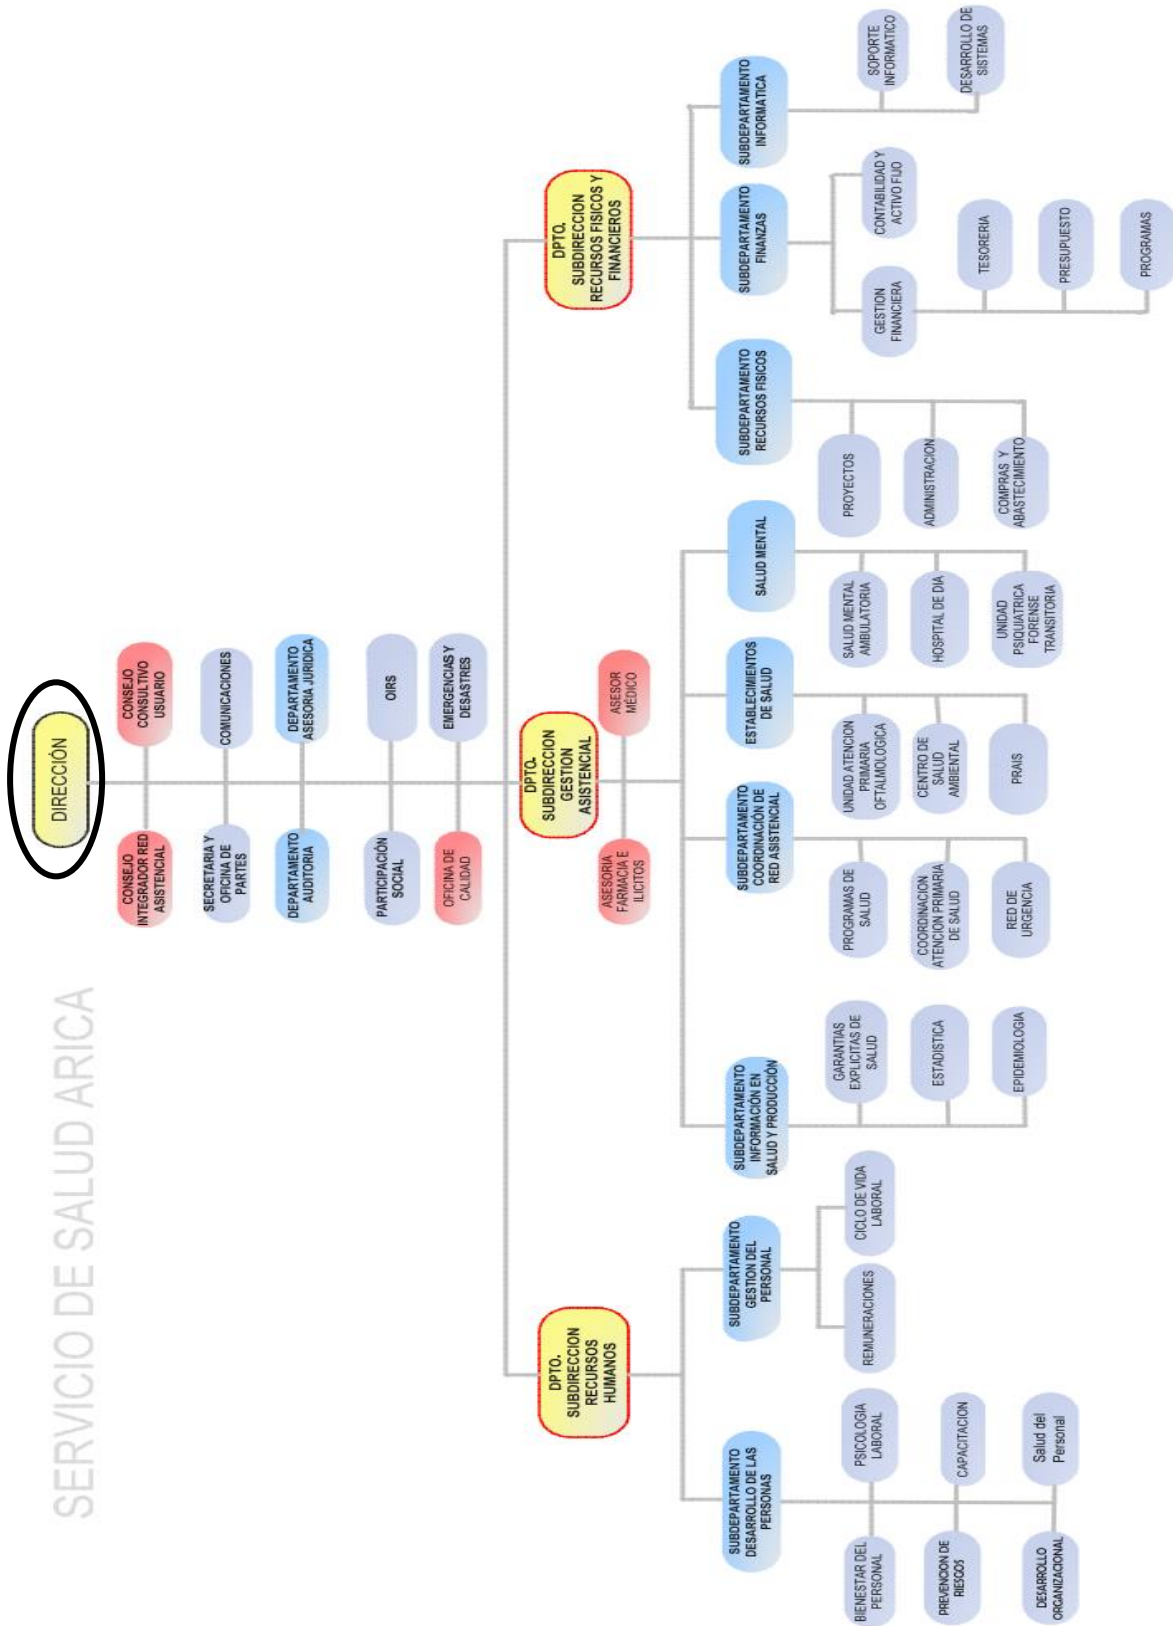 SERVICIO DE SALUD ARICA
DIRECCIÓN
CONSEJO
INTEGRADOR RED
ASISTENCIAL
CONSEJO
CONSULTIVO
USUARIO
SECRETARIA Y
OFICINA DE
PARTES
COMUNICACIONES
DEPARTAMENTO
AUDITORIA
DEPARTAMENTO
ASESORIA JURIDICA
PARTICIPACIÓN
SOCIAL
OIRS
OFICINA DE
CALIDAD
EMERGENCIAS Y
DESASTRES
DPTO.
SUBDIRECCION
RECURSOS
HUMANOS
DPTO.
SUBDIRECCION
GESTION
ASISTENCIAL
DPTO.
SUBDIRECCION
RECURSOS FISICOS Y
FINANCIEROS
ASESORIA
FARMACIA E
ILICITOS
ASESOR
MÉDICO
SUBDEPARTAMENTO
DESARROLLO DE LAS
PERSONAS
SUBDEPARTAMENTO
GESTION DEL
PERSONAL
SUBDEPARTAMENTO
INFORMACIÓN EN
SALUD Y PRODUCCIÓN
SUBDEPARTAMENTO
COORDINACIÓN DE
RED ASISTENCIAL
ESTABLECIMIENTOS
DE SALUD
SALUD MENTAL
SUBDEPARTAMENTO
RECURSOS FISICOS
SUBDEPARTAMENTO
FINANZAS
SUBDEPARTAMENTO
INFORMATICA
BIENESTAR DEL
PERSONAL
PSICOLOGIA
LABORAL
PREVENCION DE
RIESGOS
CAPACITACION
DESARROLLO
ORGANIZACIONAL
Salud del
Personal
REMUNERACIONES
CICLO DE VIDA
LABORAL
GARANTIAS
EXPLICITAS DE
SALUD
ESTADISTICA
EPIDEMIOLOGIA
PROGRAMAS DE
SALUD
COORDINACION
ATENCION PRIMARIA
DE SALUD
RED DE
URGENCIA
UNIDAD ATENCION
PRIMARIA
OFTALMOLOGICA
CENTRO DE
SALUD
AMBIENTAL
PRAIS
SALUD MENTAL
AMBULATORIA
HOSPITAL DE DIA
UNIDAD
PSIQUIATRICA
FORENSE
TRANSITORIA
PROYECTOS
ADMINISTRACION
COMPRAS Y
ABASTECIMIENTO
GESTION
FINANCIERA
CONTABILIDAD Y
ACTIVO FIJO
TESORERIA
PRESUPUESTO
PROGRAMAS
SOPORTE
INFORMATICO
DESARROLLO DE
SISTEMAS